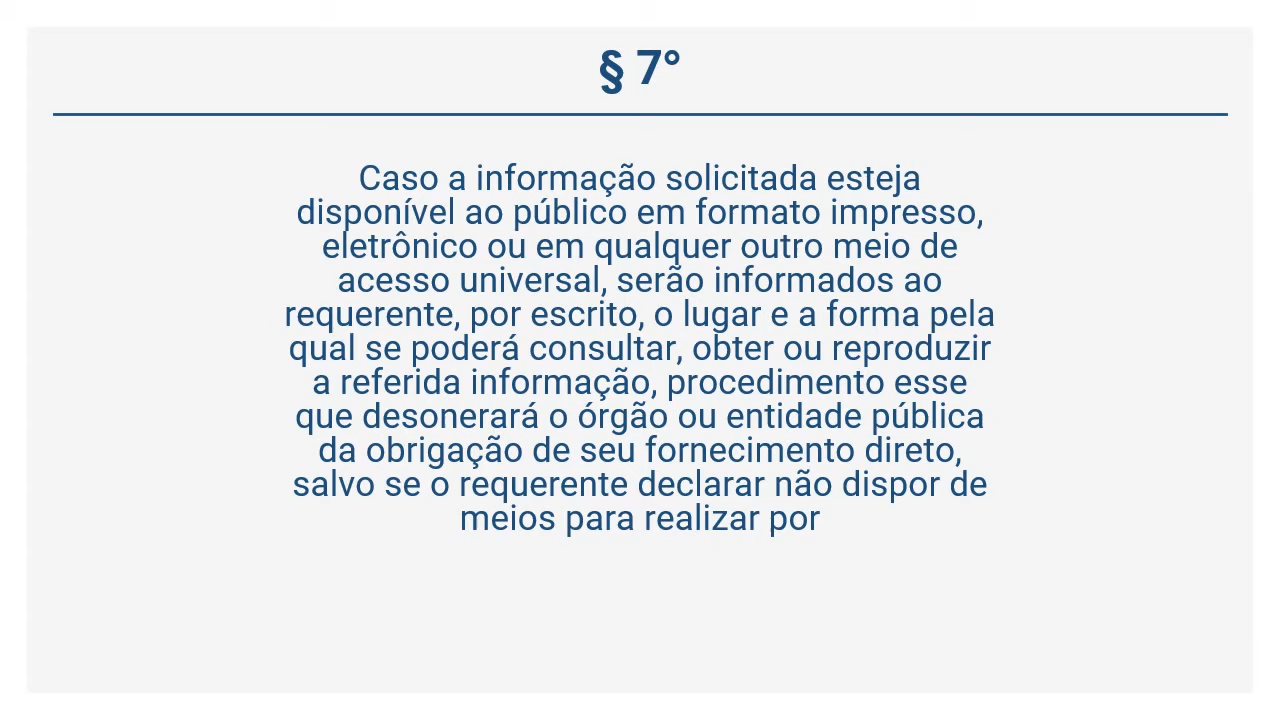 § 7°
Caso a informação solicitada esteja
disponível ao público em formato impresso,
eletrônico ou em qualquer outro meio de
acesso universal, serão informados ao
requerente, por escrito, o lugar e a forma pela
qual se poderá consultar, obter ou reproduzir
a referida informação, procedimento esse
que desonerará o órgão ou entidade pública
da obrigação de seu fornecimento direto,
salvo se o requerente declarar não dispor de
meios para realizar por